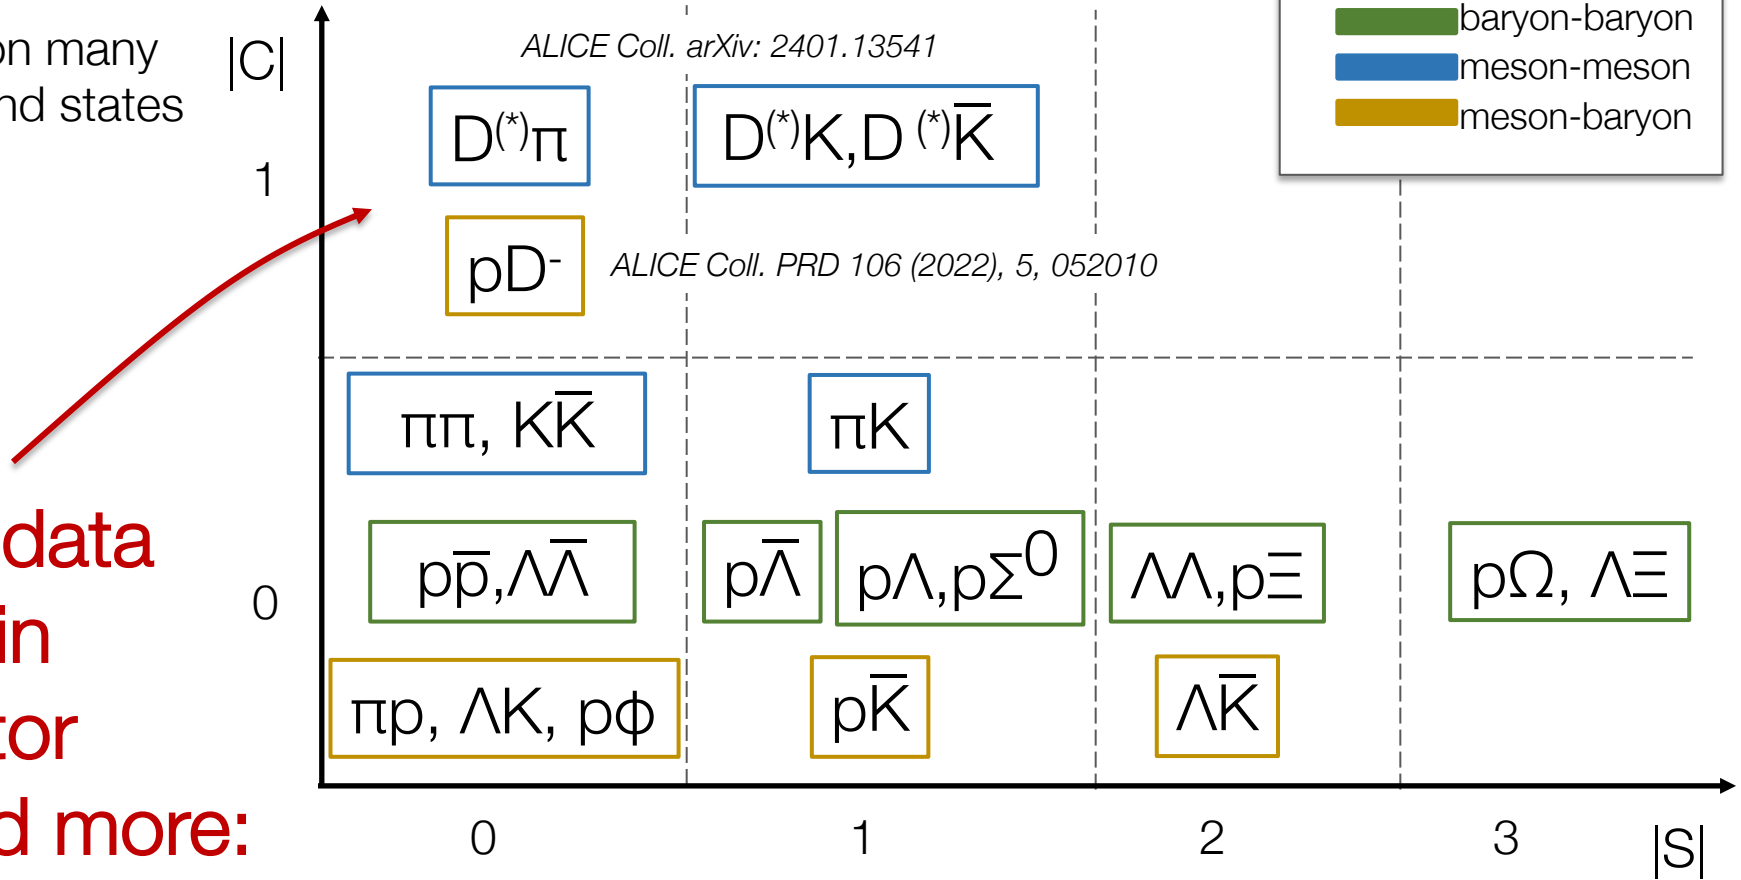 on many
nd states
|C|
ALICE Coll. arXiv: 2401.13541
baryon-baryon
meson-meson
meson-baryon
D⁽*⁾π
D⁽*⁾K,D ⁽*⁾K̅
1
pD⁻
ALICE Coll. PRD 106 (2022), 5, 052010
ππ, KK̅
πK
data
in
tor
d more:
0
pp̅,ΛΛ̅
pΛ̅
pΛ,pΣ⁰
ΛΛ,pΞ
pΩ, ΛΞ
πp, ΛK, pϕ
pK̅
ΛK̅
0
1
2
3
|S|